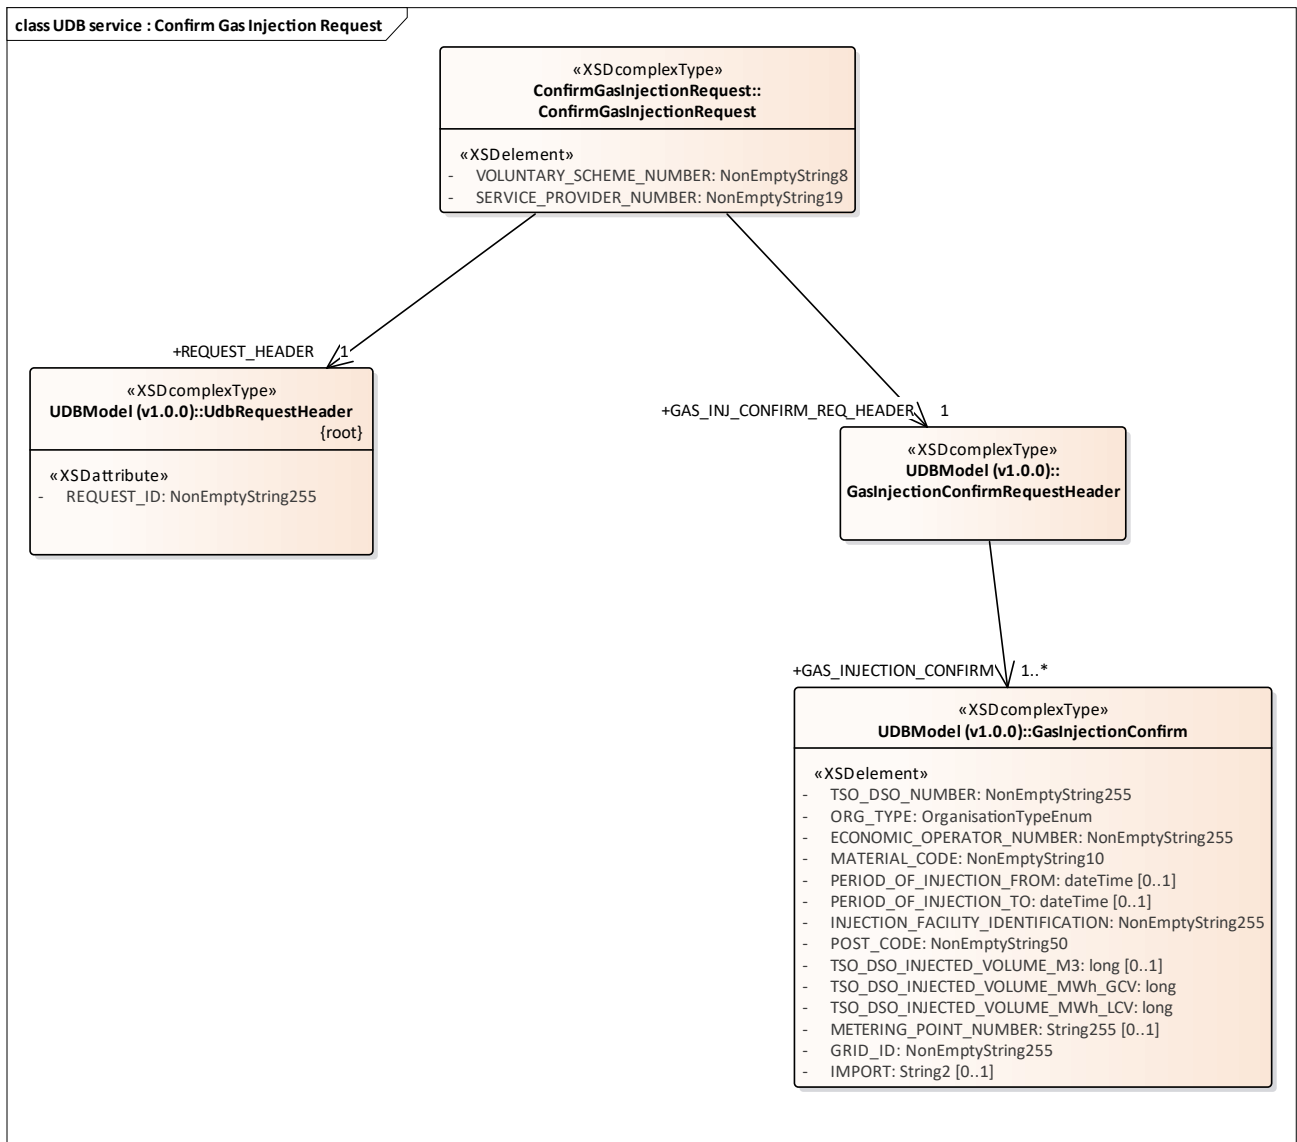 class UDB service : Confirm Gas Injection Request
«XSDcomplexType»
ConfirmGasInjectionRequest::
ConfirmGasInjectionRequest
«XSDelement»
- VOLUNTARY_SCHEME_NUMBER: NonEmptyString8
- SERVICE_PROVIDER_NUMBER: NonEmptyString19
+REQUEST_HEADER 1
«XSDcomplexType»
UDBModel (v1.0.0)::UdbRequestHeader
{root}
«XSDattribute»
- REQUEST_ID: NonEmptyString255
+GAS_INJ_CONFIRM_REQ_HEADER 1
«XSDcomplexType»
UDBModel (v1.0.0)::
GasInjectionConfirmRequestHeader
+GAS_INJECTION_CONFIRM 1..*
«XSDcomplexType»
UDBModel (v1.0.0)::GasInjectionConfirm
«XSDelement»
- TSO_DSO_NUMBER: NonEmptyString255
- ORG_TYPE: OrganisationTypeEnum
- ECONOMIC_OPERATOR_NUMBER: NonEmptyString255
- MATERIAL_CODE: NonEmptyString10
- PERIOD_OF_INJECTION_FROM: dateTime [0..1]
- PERIOD_OF_INJECTION_TO: dateTime [0..1]
- INJECTION_FACILITY_IDENTIFICATION: NonEmptyString255
- POST_CODE: NonEmptyString50
- TSO_DSO_INJECTED_VOLUME_M3: long [0..1]
- TSO_DSO_INJECTED_VOLUME_MWh_GCV: long
- TSO_DSO_INJECTED_VOLUME_MWh_LCV: long
- METERING_POINT_NUMBER: String255 [0..1]
- GRID_ID: NonEmptyString255
- IMPORT: String2 [0..1]